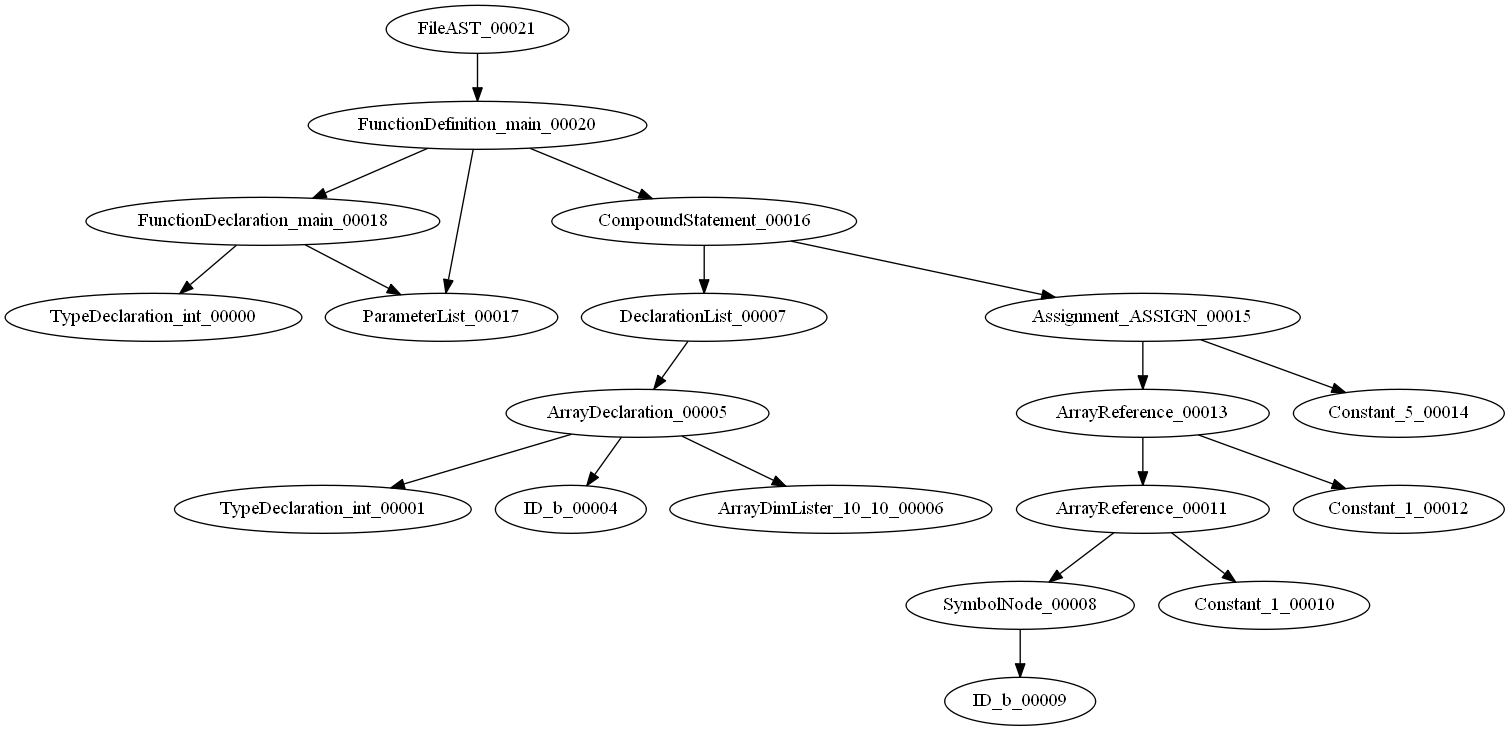 FileAST_00021
FunctionDefinition_main_00020
FunctionDeclaration_main_00018
CompoundStatement_00016
TypeDeclaration_int_00000
ParameterList_00017
DeclarationList_00007
Assignment_ASSIGN_00015
ArrayDeclaration_00005
ArrayReference_00013
Constant_5_00014
TypeDeclaration_int_00001
ID_b_00004
ArrayDimLister_10_10_00006
ArrayReference_00011
Constant_1_00012
SymbolNode_00008
Constant_1_00010
ID_b_00009